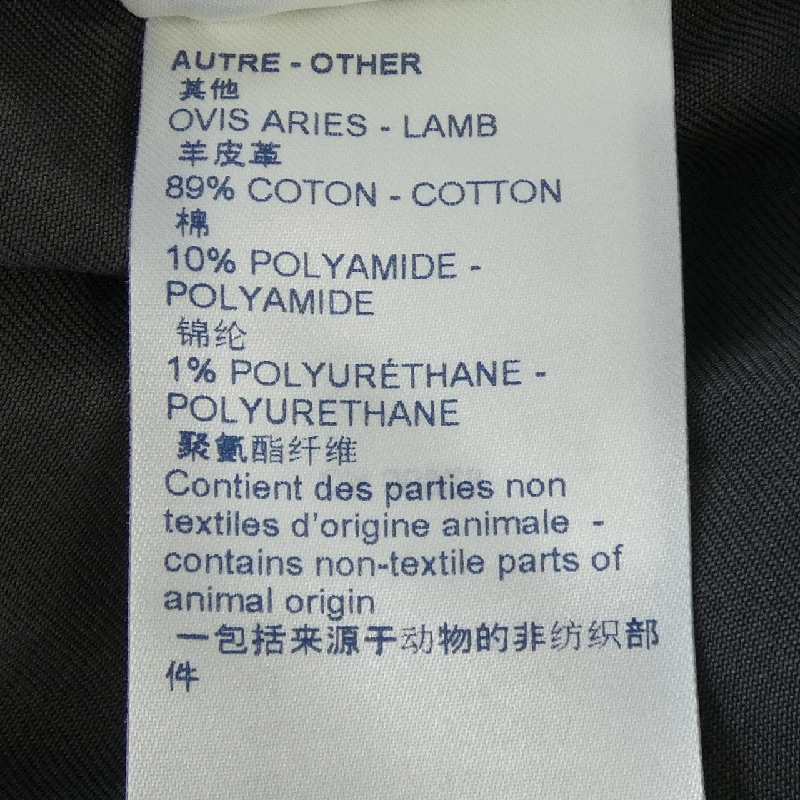 AUTRE - OTHER
其他
OVIS ARIES - LAMB
羊皮革
89% COTON - COTTON
棉
10% POLYAMIDE -
POLYAMIDE
锦纶
1% POLYURÉTHANE -
POLYURETHANE
聚氨酯纤维
Contient des parties non
textiles d'origine animale -
contains non-textile parts of
animal origin
一包括来源于动物的非纺织部
件